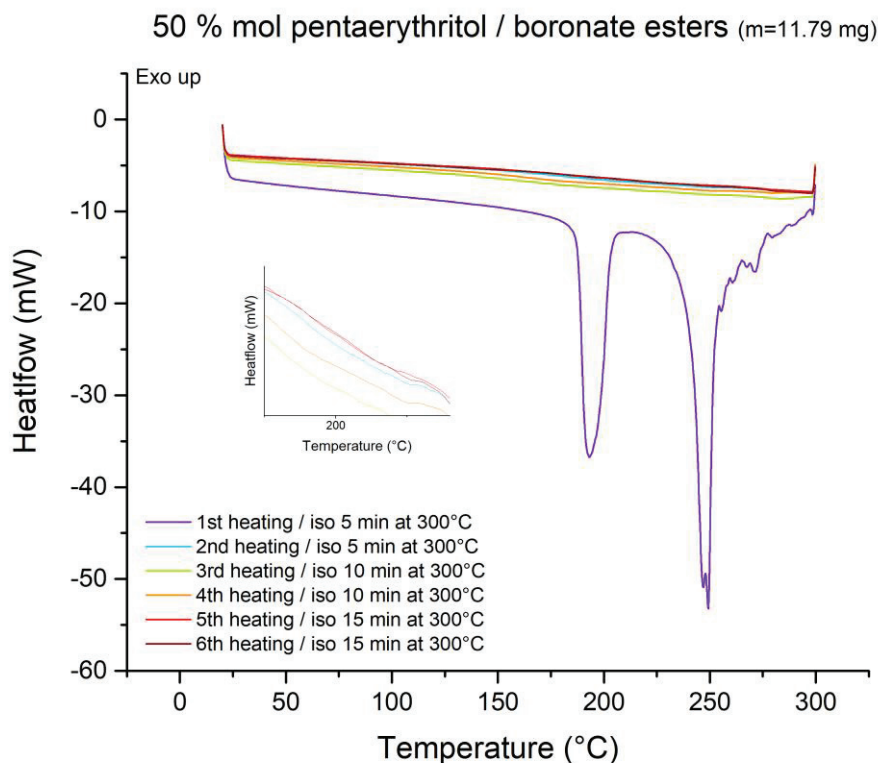 50 % mol pentaerythritol / boronate esters (m=11.79 mg)
Exo up
0
-10
-20
-30
-40
-50
-60
Heatlfow (mW)
Heatflow (mW)
200
Temperature (°C)
1st heating / iso 5 min at 300°C
2nd heating / iso 5 min at 300°C
3rd heating / iso 10 min at 300°C
4th heating / iso 10 min at 300°C
5th heating / iso 15 min at 300°C
6th heating / iso 15 min at 300°C
0 50 100 150 200 250 300
Temperature (°C)